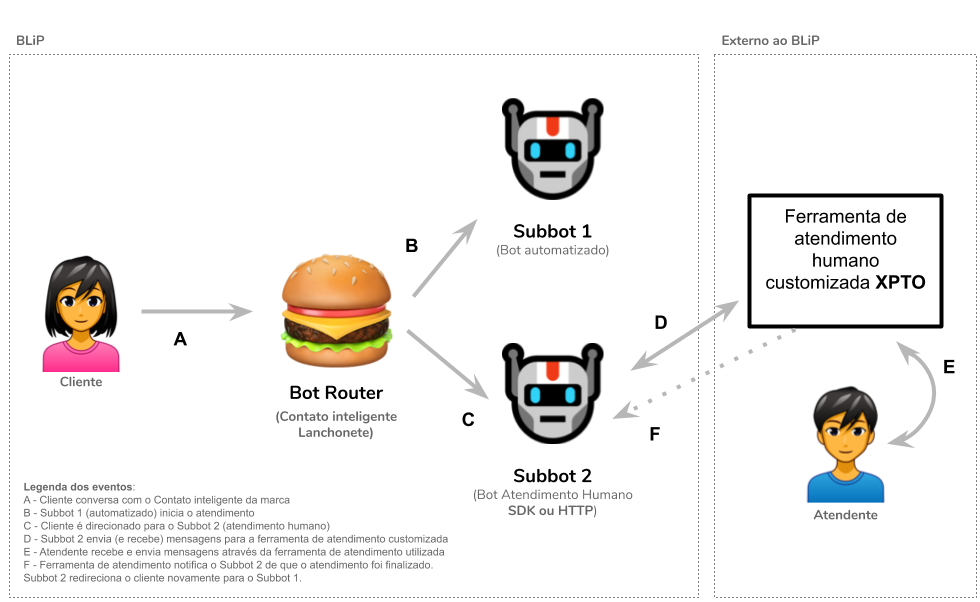 BLiP
Externo ao BLiP
Subbot 1
(Bot automatizado)
B
Ferramenta de
atendimento
humano
customizada XPTO
A
D
Cliente
Bot Router
(Contato inteligente
Lanchonete)
C
E
F
Subbot 2
(Bot Atendimento Humano
SDK ou HTTP)
Atendente
Legenda dos eventos:
A - Cliente conversa com o Contato inteligente da marca
B - Subbot 1 (automatizado) inicia o atendimento
C - Cliente é direcionado para o Subbot 2 (atendimento humano)
D - Subbot 2 envia (e recebe) mensagens para a ferramenta de atendimento customizada
E - Atendente recebe e envia mensagens através da ferramenta de atendimento utilizada
F - Ferramenta de atendimento notifica o Subbot 2 de que o atendimento foi finalizado.
Subbot 2 redireciona o cliente novamente para o Subbot 1.